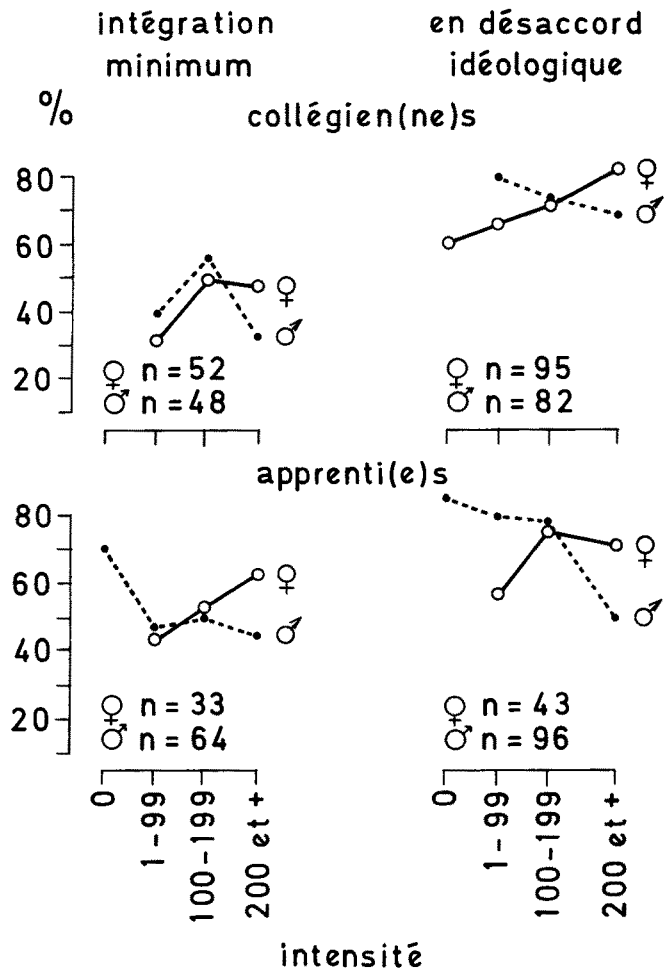 intégration en désaccord
minimum idéologique
%
collégien(ne)s
80
60
40
20
♀
♂
♀ n = 52
♂ n = 48
♀
♂
♀ n = 95
♂ n = 82
apprenti(e)s
80
60
40
20
♀
♂
♀ n = 33
♂ n = 64
♀
♂
♀ n = 43
♂ n = 96
0
1-99
100-199
200 et +
0
1-99
100-199
200 et +
intensité